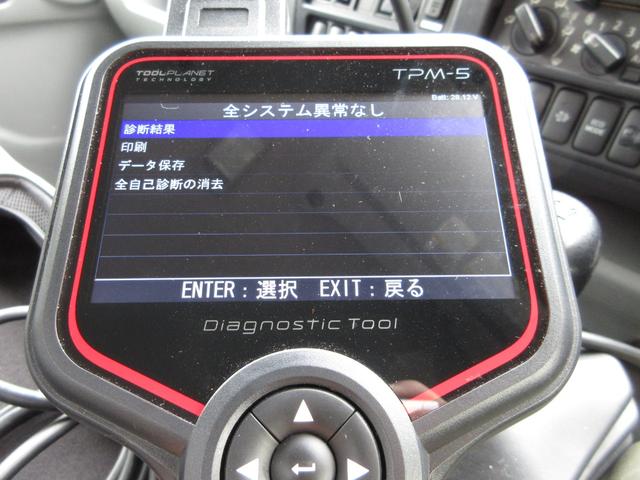 TOOLPLANET
TECHNOLOGY
TPM-5
Batt: 28.12 V
全システム異常なし
診断結果
印刷
データ保存
全自己診断の消去
ENTER：選択 EXIT：戻る
Diagnostic Tool